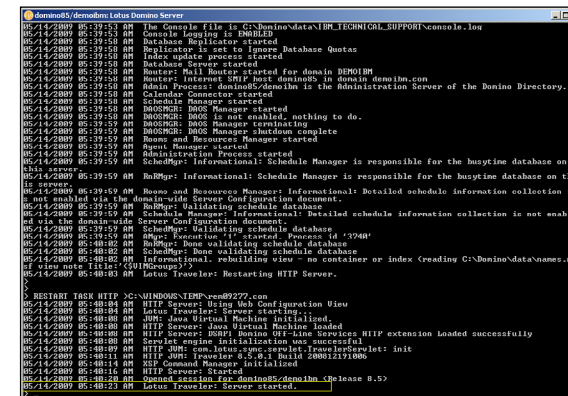 domino85/demoibm: Lotus Domino Server
05/14/2009 05:39:53 AM The Console file is C:\Domino\data\IBM_TECHNICAL_SUPPORT\console.log
05/14/2009 05:39:53 AM Console Logging is ENABLED
05/14/2009 05:39:58 AM Database Replicator started
05/14/2009 05:39:58 AM Replicator is set to Ignore Database Quotas
05/14/2009 05:39:58 AM Index update process started
05/14/2009 05:39:58 AM Database Server started
05/14/2009 05:39:58 AM Router: Mail Router started for domain DEMOIBM
05/14/2009 05:39:58 AM Router: Internet SMTP host domino85 in domain demoibm.com
05/14/2009 05:39:58 AM Admin Process: domino85/demoibm is the Administration Server of the Domino Directory.
05/14/2009 05:39:58 AM Calendar Connector started
05/14/2009 05:39:58 AM Schedule Manager started
05/14/2009 05:39:58 AM DAOSMGR: DAOS Manager started
05/14/2009 05:39:58 AM DAOSMGR: DAOS is not enabled, nothing to do.
05/14/2009 05:39:59 AM DAOSMGR: DAOS Manager terminating
05/14/2009 05:39:59 AM DAOSMGR: DAOS Manager shutdown complete
05/14/2009 05:39:59 AM Rooms and Resources Manager started
05/14/2009 05:39:59 AM Agent Manager started
05/14/2009 05:39:59 AM Administration Process started
05/14/2009 05:39:59 AM SchedMgr: Informational: Schedule Manager is responsible for the busytime database on
this server.
05/14/2009 05:39:59 AM RnRMgr: Informational: Schedule Manager is responsible for the busytime database on th
is server.
05/14/2009 05:39:59 AM Rooms and Resources Manager: Informational: Detailed schedule information collection
s not enabled via the domain-wide Server Configuration document.
05/14/2009 05:39:59 AM RnRMgr: Validating schedule database
05/14/2009 05:39:59 AM Schedule Manager: Informational: Detailed schedule information collection is not enab
ed via the domain-wide Server Configuration document.
05/14/2009 05:39:59 AM SchedMgr: Validating schedule database
05/14/2009 05:39:59 AM AMgr: Executive '1' started. Process id '3740'
05/14/2009 05:40:02 AM RnRMgr: Done validating schedule database
05/14/2009 05:40:02 AM SchedMgr: Done validating schedule database
05/14/2009 05:40:02 AM Informational, rebuilding view - no container or index (reading C:\Domino\data\names.n
sf view note Title:'($VIMGroups)')
05/14/2009 05:40:03 AM Lotus Traveler: Restarting HTTP Server.
>
>
> RESTART TASK HTTP >C:\WINDOWS\TEMP\rem09277.con
05/14/2009 05:40:04 AM HTTP Server: Using Web Configuration View
05/14/2009 05:40:04 AM Lotus Traveler: Server starting...
05/14/2009 05:40:08 AM JVM: Java Virtual Machine initialized.
05/14/2009 05:40:08 AM HTTP Server: Java Virtual Machine loaded
05/14/2009 05:40:08 AM HTTP Server: DSAPI Domino Off-Line Services HTTP extension Loaded successfully
05/14/2009 05:40:08 AM Servlet engine initialization was successful
05/14/2009 05:40:09 AM HTTP JVM: com.lotus.sync.servlet.TravelerServlet: init
05/14/2009 05:40:11 AM HTTP JVM: Traveler 8.5.0.1 Build 200812191006
05/14/2009 05:40:14 AM XSP Command Manager initialized
05/14/2009 05:40:16 AM HTTP Server: Started
05/14/2009 05:40:20 AM Opened session for domino85/demoibm (Release 8.5)
05/14/2009 05:40:23 AM Lotus Traveler: Server started.
>